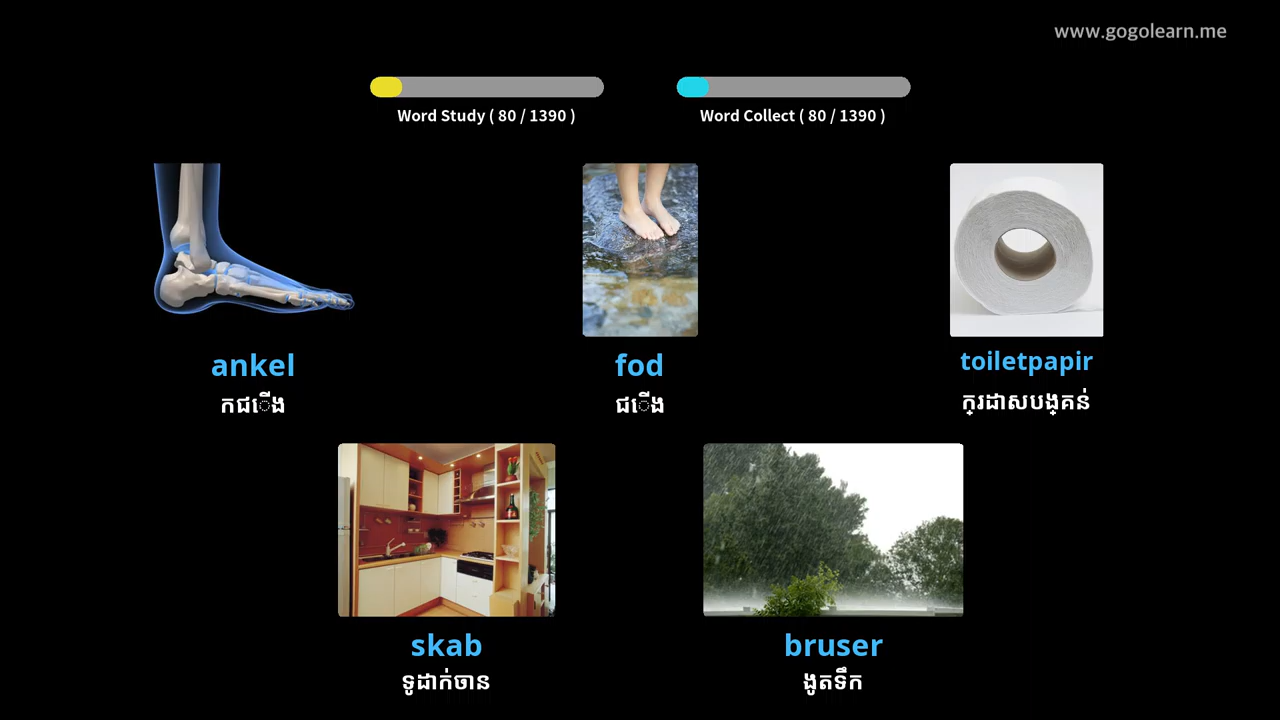 www.gogolearn.me
Word Study ( 80 / 1390 )
Word Collect ( 80 / 1390 )
ankel
fod
toiletpapir
កជើង
ជើង
ក្រដាសបង្គន់
skab
bruser
ទូដាក់ចាន
ងូតទឹក